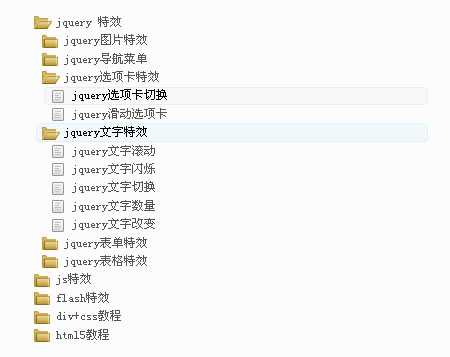 jquery 特效
jquery图片特效
jquery导航菜单
jquery选项卡特效
jquery选项卡切换
jquery滑动选项卡
jquery文字特效
jquery文字滚动
jquery文字闪烁
jquery文字切换
jquery文字数量
jquery文字改变
jquery表单特效
jquery表格特效
js特效
flash特效
div+css教程
html5教程